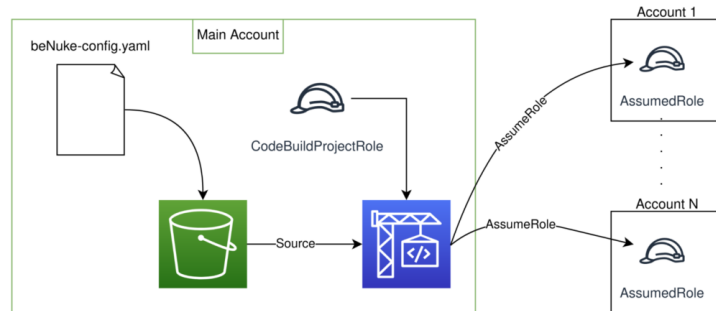 Account 1
Main Account
beNuke-config.yaml
AssumedRole
AssumeRole
CodeBuildProjectRole
Account N
AssumeRole
Source
</>
AssumedRole